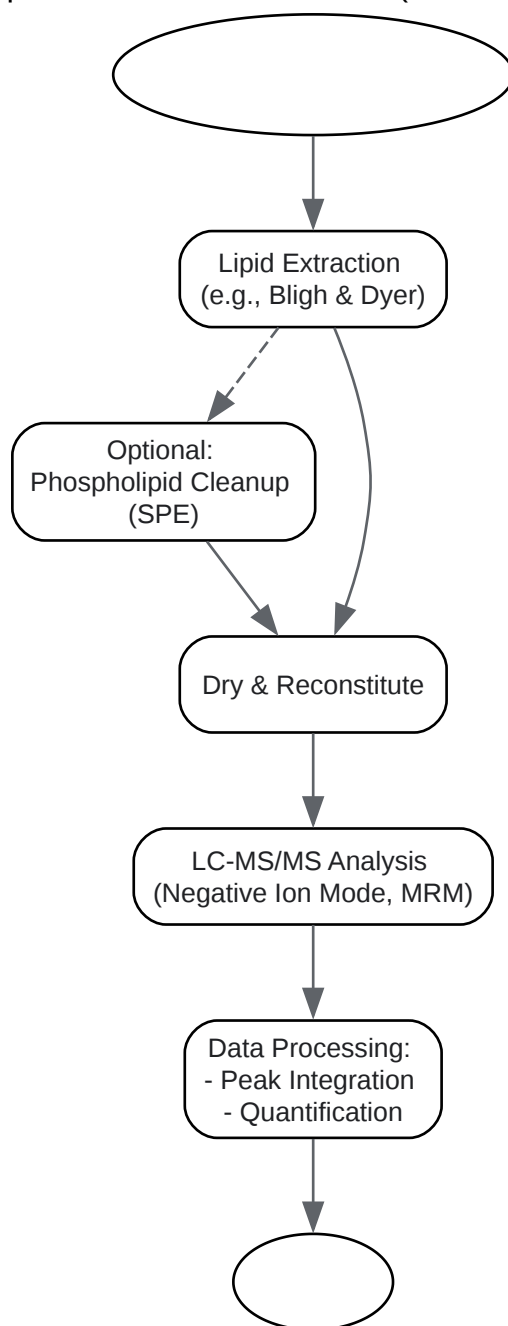 Lipid Extraction
(e.g., Bligh & Dyer)
Optional:
Phospholipid Cleanup
(SPE)
Dry & Reconstitute
LC-MS/MS Analysis
(Negative Ion Mode, MRM)
Data Processing:
- Peak Integration
- Quantification